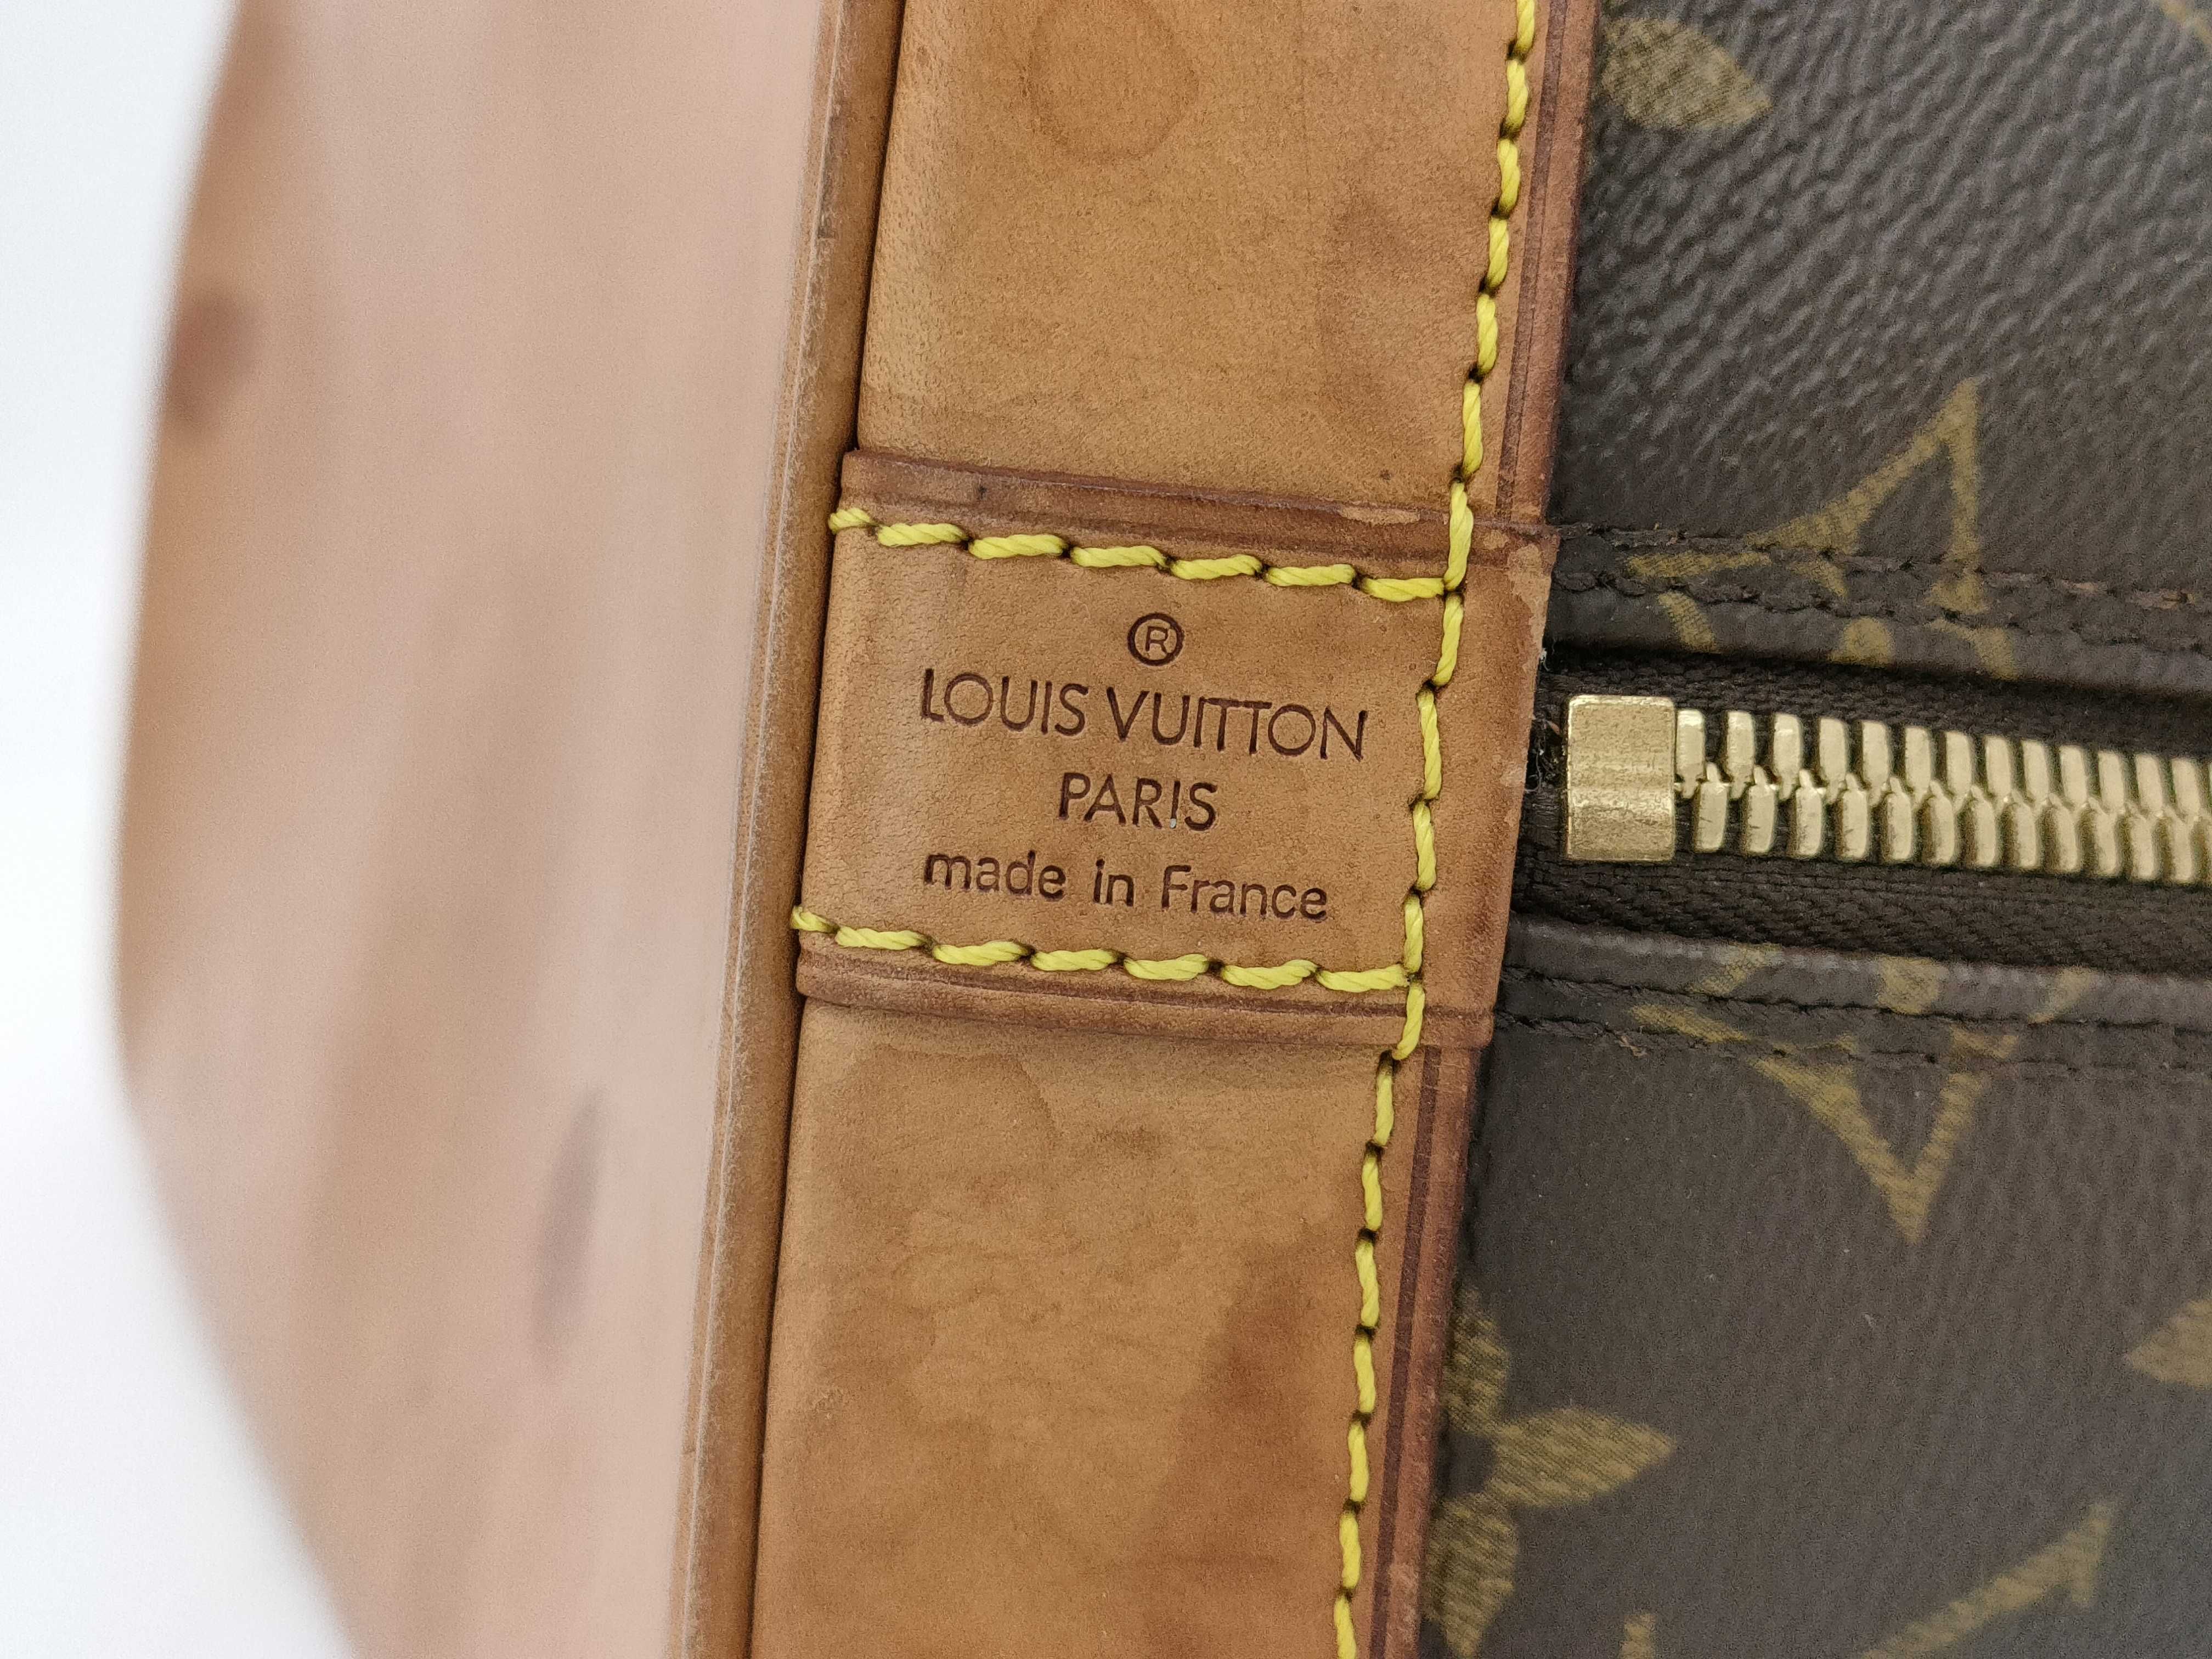 ®
LOUIS VUITTON
PARIS
made in France